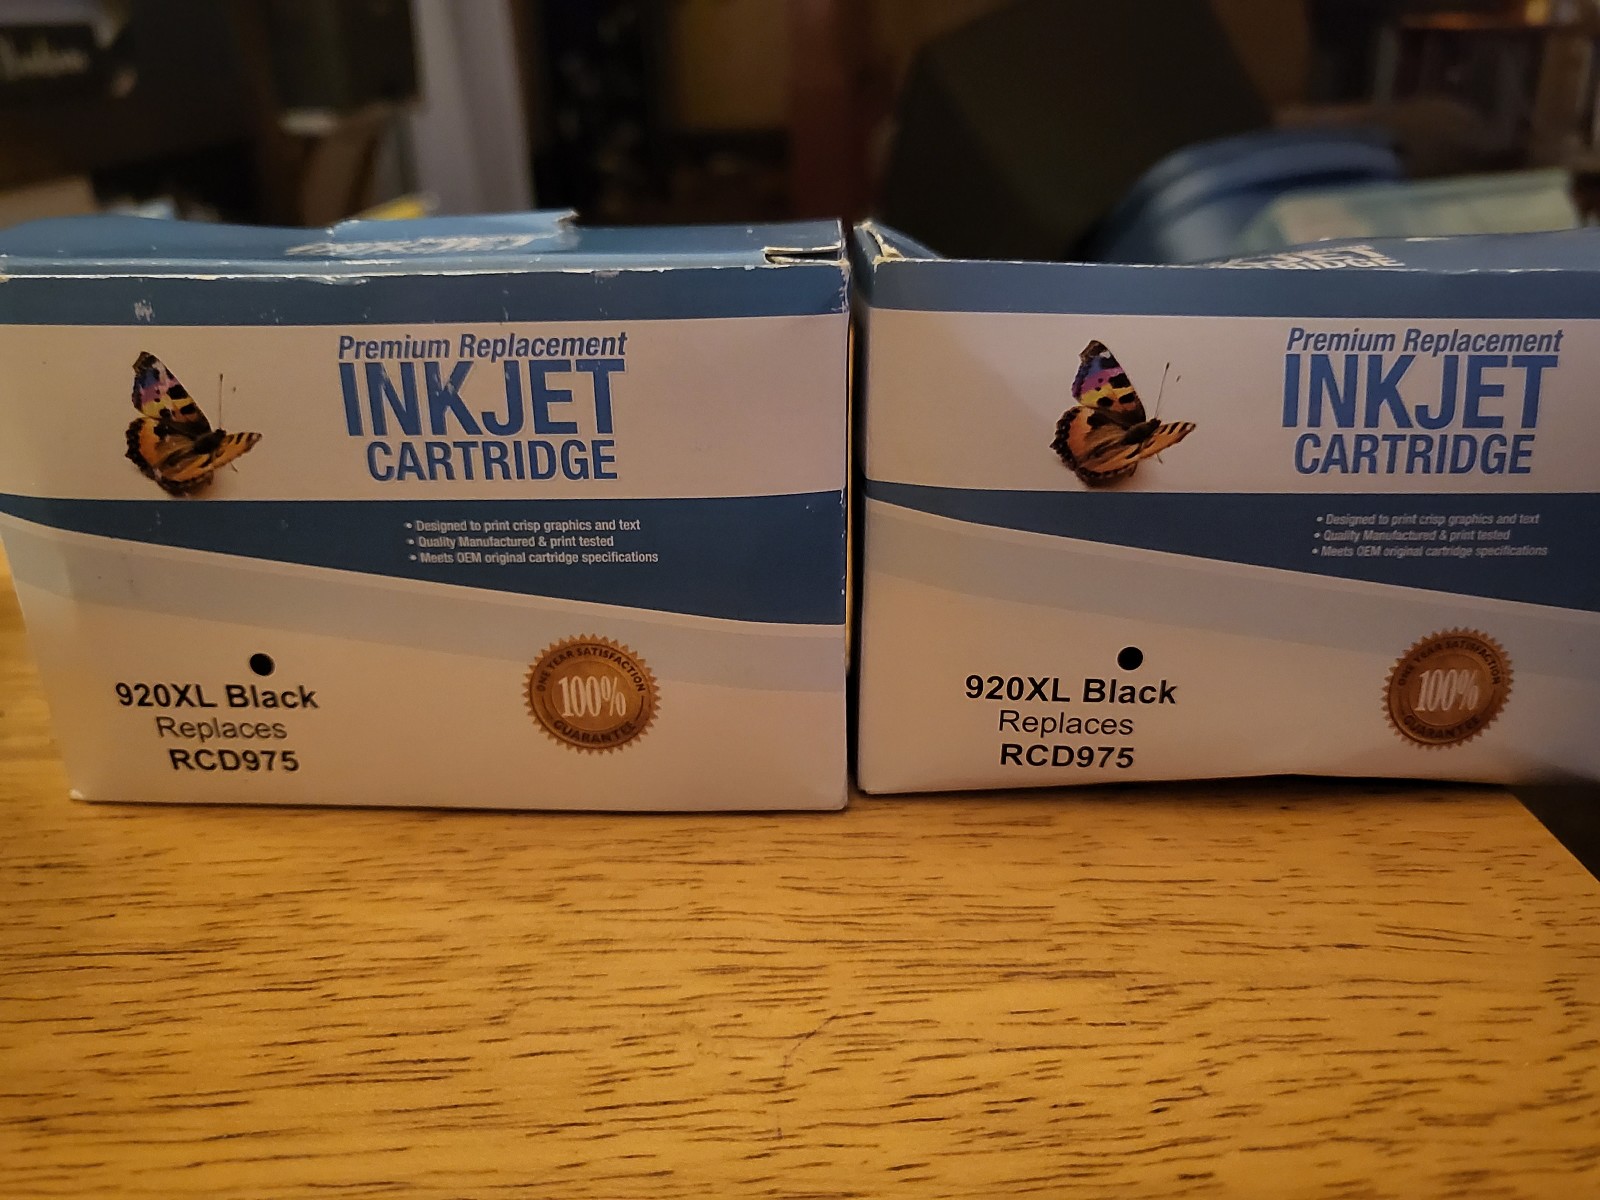 INKJET
Premium Replacement
INKJET
CARTRIDGE
• Designed to print crisp graphics and text
• Quality Manufactured & print tested
• Meets OEM original cartridge specifications
920XL Black
Replaces
RCD975
ONE YEAR SATISFACTION
100%
GUARANTEE
CARTRIDGE
Premium Replacement
INKJET
CARTRIDGE
• Designed to print crisp graphics and text
• Quality Manufactured & print tested
• Meets OEM original cartridge specifications
920XL Black
Replaces
RCD975
ONE YEAR SATISFACTION
100%
GUARANTEE